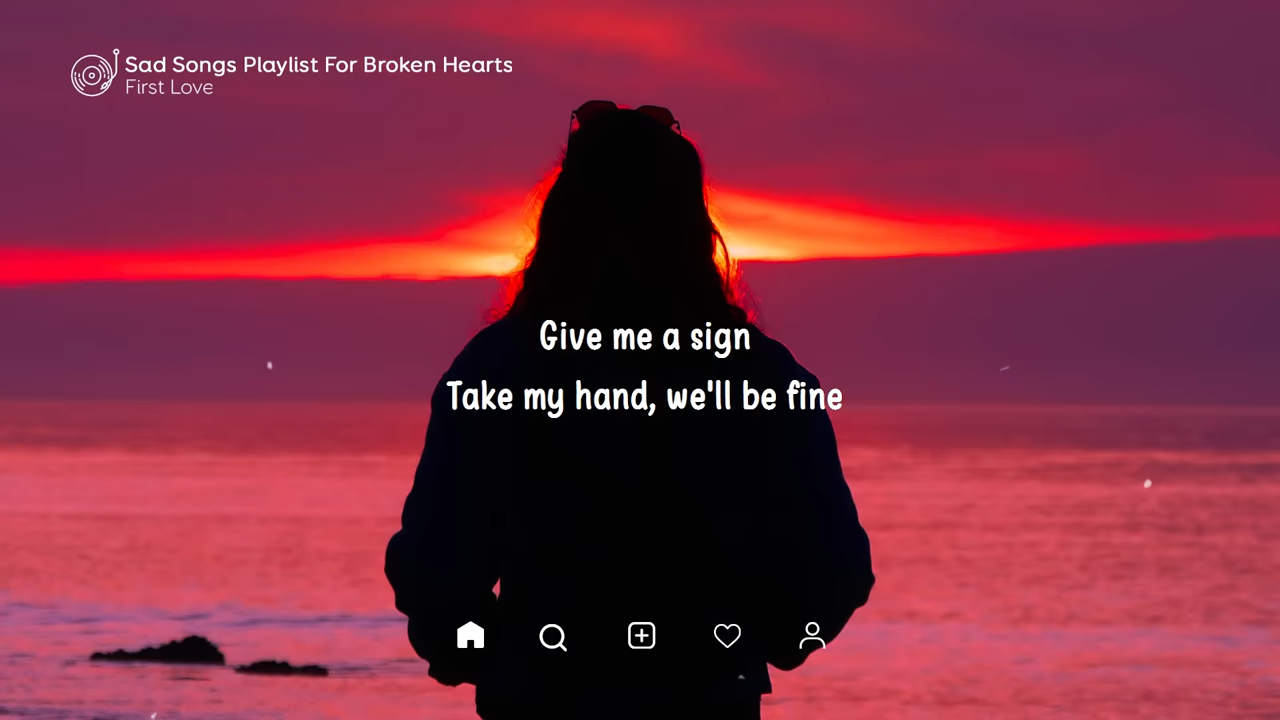 Sad Songs Playlist For Broken Hearts
First Love
Give me a sign
Take my hand, we'll be fine